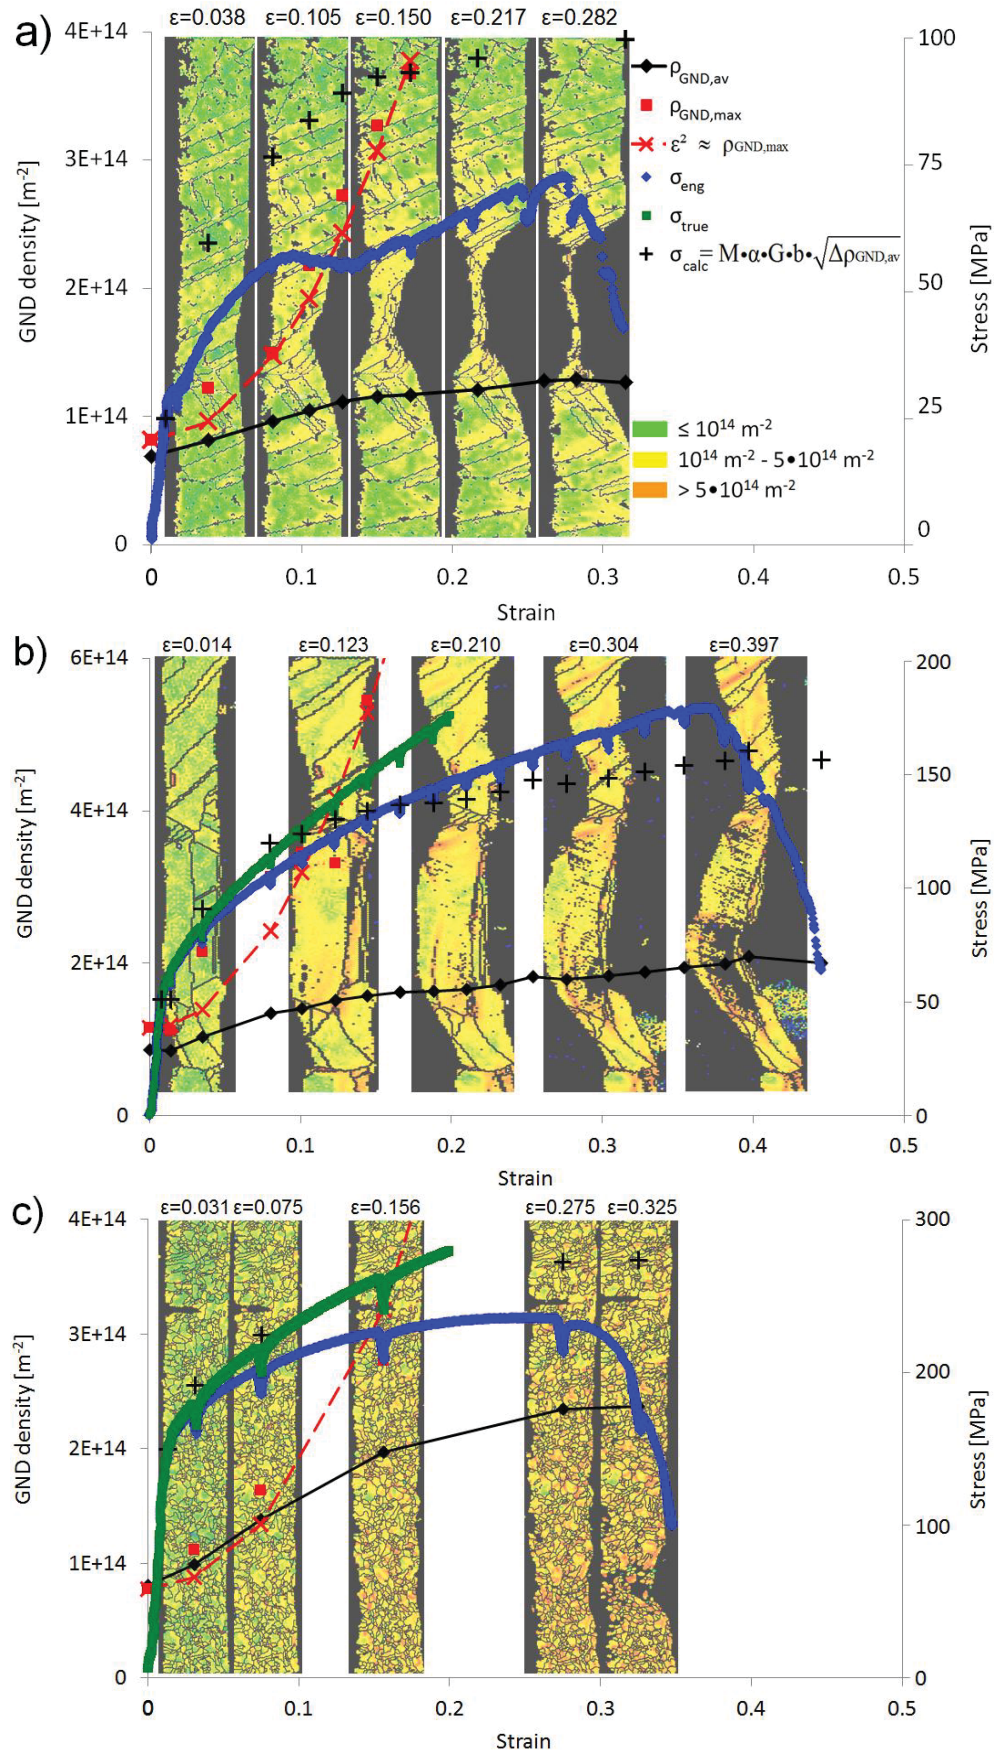 a)
ε=0.038 ε=0.105 ε=0.150 ε=0.217 ε=0.282
4E+14
3E+14
2E+14
1E+14
0
GND density [m-2]
100
75
50
25
0
Stress [MPa]
ρGND,av
ρGND,max
ε² ≈ ρGND,max
σeng
σtrue
σcalc= M•α•G•b•√ΔρGND,av
≤ 10¹⁴ m⁻²
10¹⁴ m⁻² - 5•10¹⁴ m⁻²
> 5•10¹⁴ m⁻²
0 0.1 0.2 0.3 0.4 0.5
Strain
b)
ε=0.014 ε=0.123 ε=0.210 ε=0.304 ε=0.397
6E+14
4E+14
2E+14
0
GND density [m-2]
200
150
100
50
0
Stress [MPa]
0 0.1 0.2 0.3 0.4 0.5
Strain
c)
ε=0.031 ε=0.075 ε=0.156 ε=0.275 ε=0.325
4E+14
3E+14
2E+14
1E+14
0
GND density [m-2]
300
200
100
0
Stress [MPa]
0 0.1 0.2 0.3 0.4 0.5
Strain